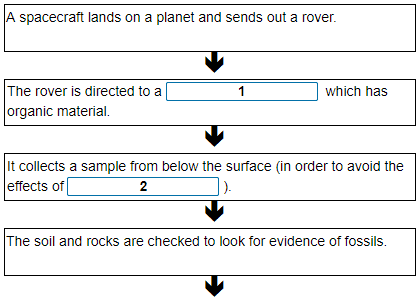 A spacecraft lands on a planet and sends out a rover.
The rover is directed to a 1 which has
organic material.
It collects a sample from below the surface (in order to avoid the
effects of 2 ).
The soil and rocks are checked to look for evidence of fossils.